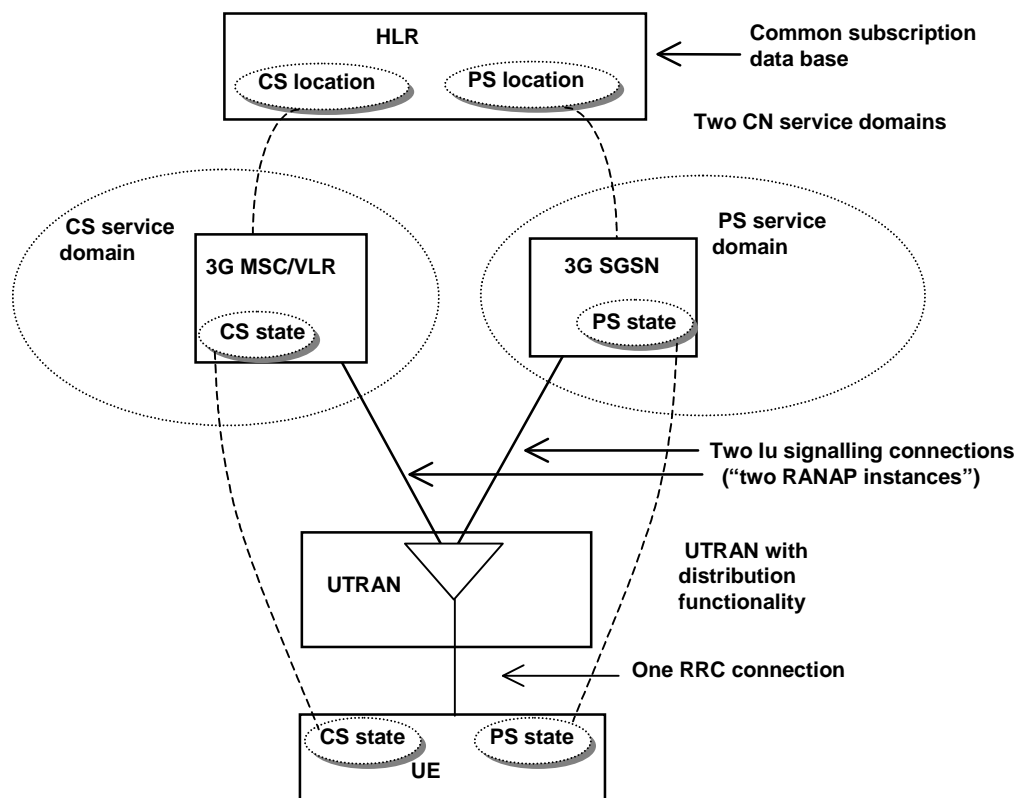 HLR
Common subscription
data base
CS location
PS location
Two CN service domains
CS service
domain
PS service
domain
3G MSC/VLR
3G SGSN
CS state
PS state
Two Iu signalling connections
(“two RANAP instances”)
UTRAN with
distribution
functionality
UTRAN
One RRC connection
CS state
PS state
UE